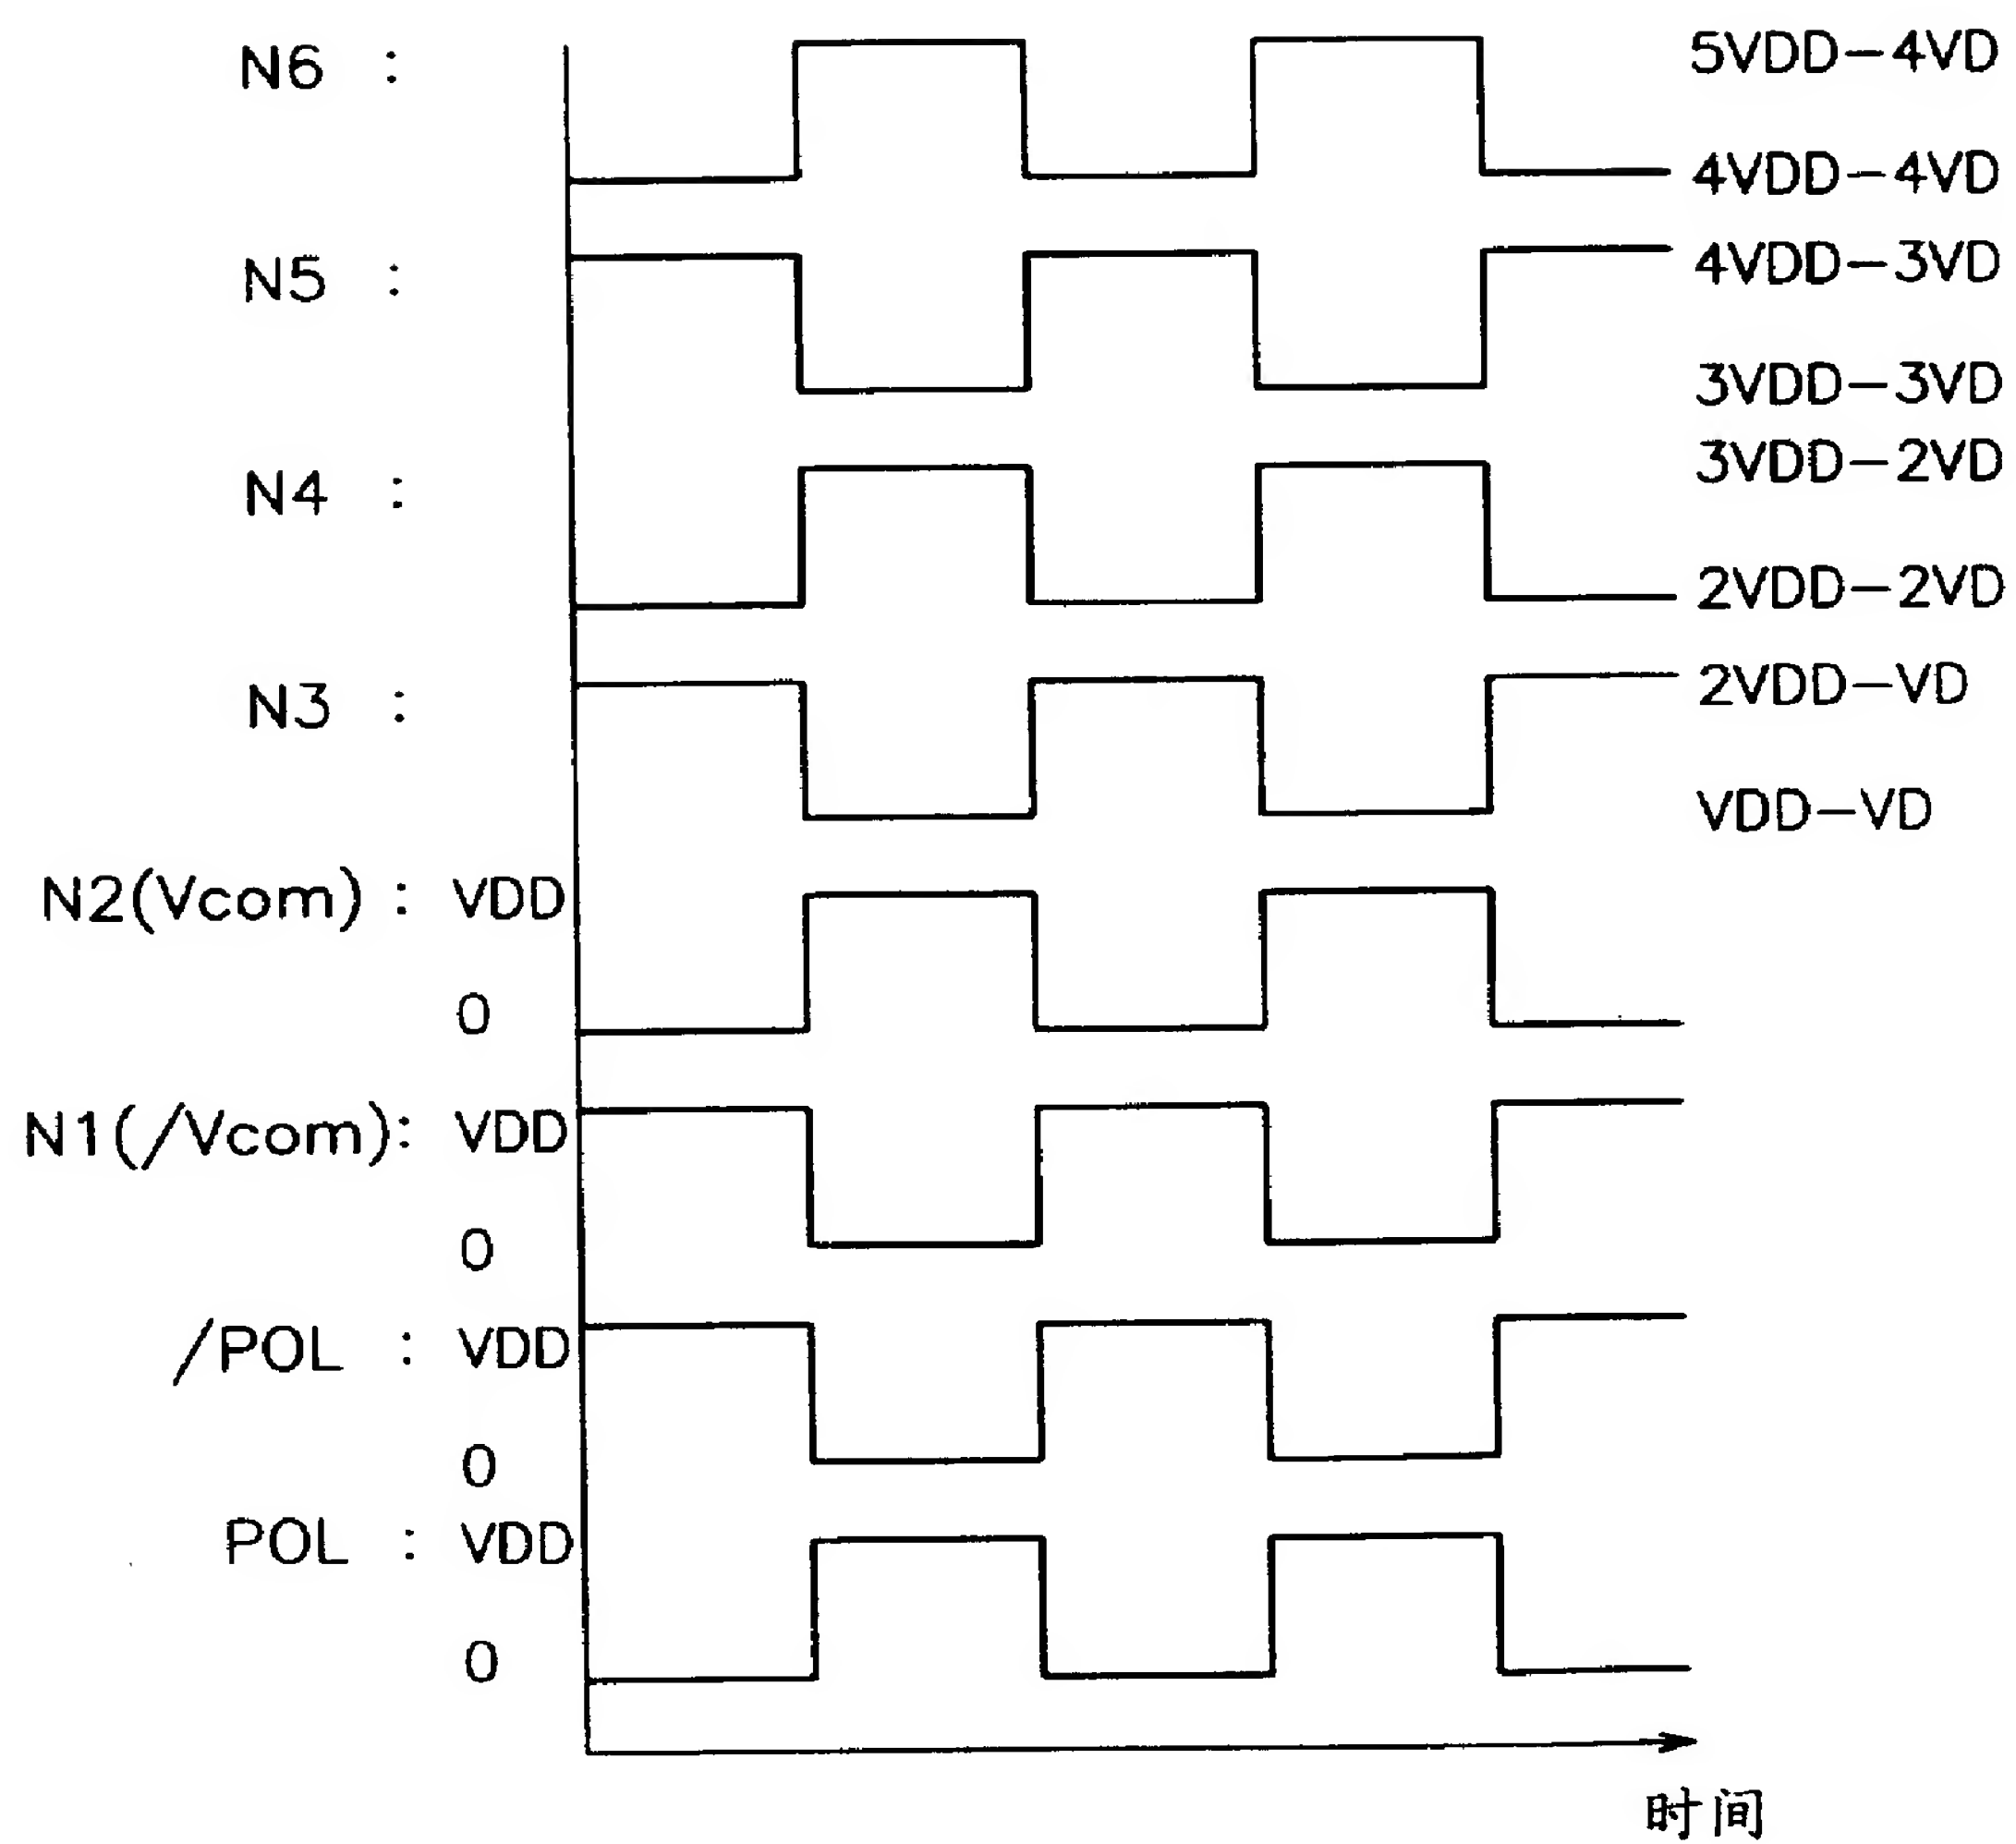 N6 :
5VDD-4VD
4VDD-4VD
N5 :
4VDD-3VD
3VDD-3VD
N4 :
3VDD-2VD
2VDD-2VD
N3 :
2VDD-VD
VDD-VD
N2(Vcom) : VDD
0
N1(/Vcom): VDD
0
/POL : VDD
0
POL : VDD
0
时间